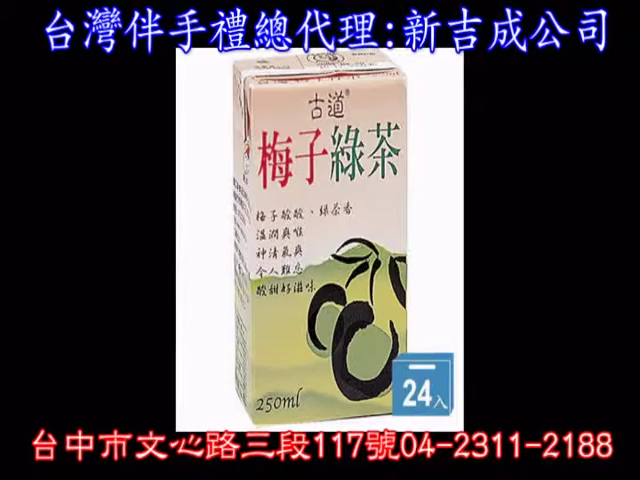 台灣伴手禮總代理:新吉成公司
古道®
梅子綠茶
梅子酸酸、綠茶香
溫潤爽喉
神清氣爽
令人難忘
酸甜好滋味
250ml
24入
台中市文心路三段117號04-2311-2188